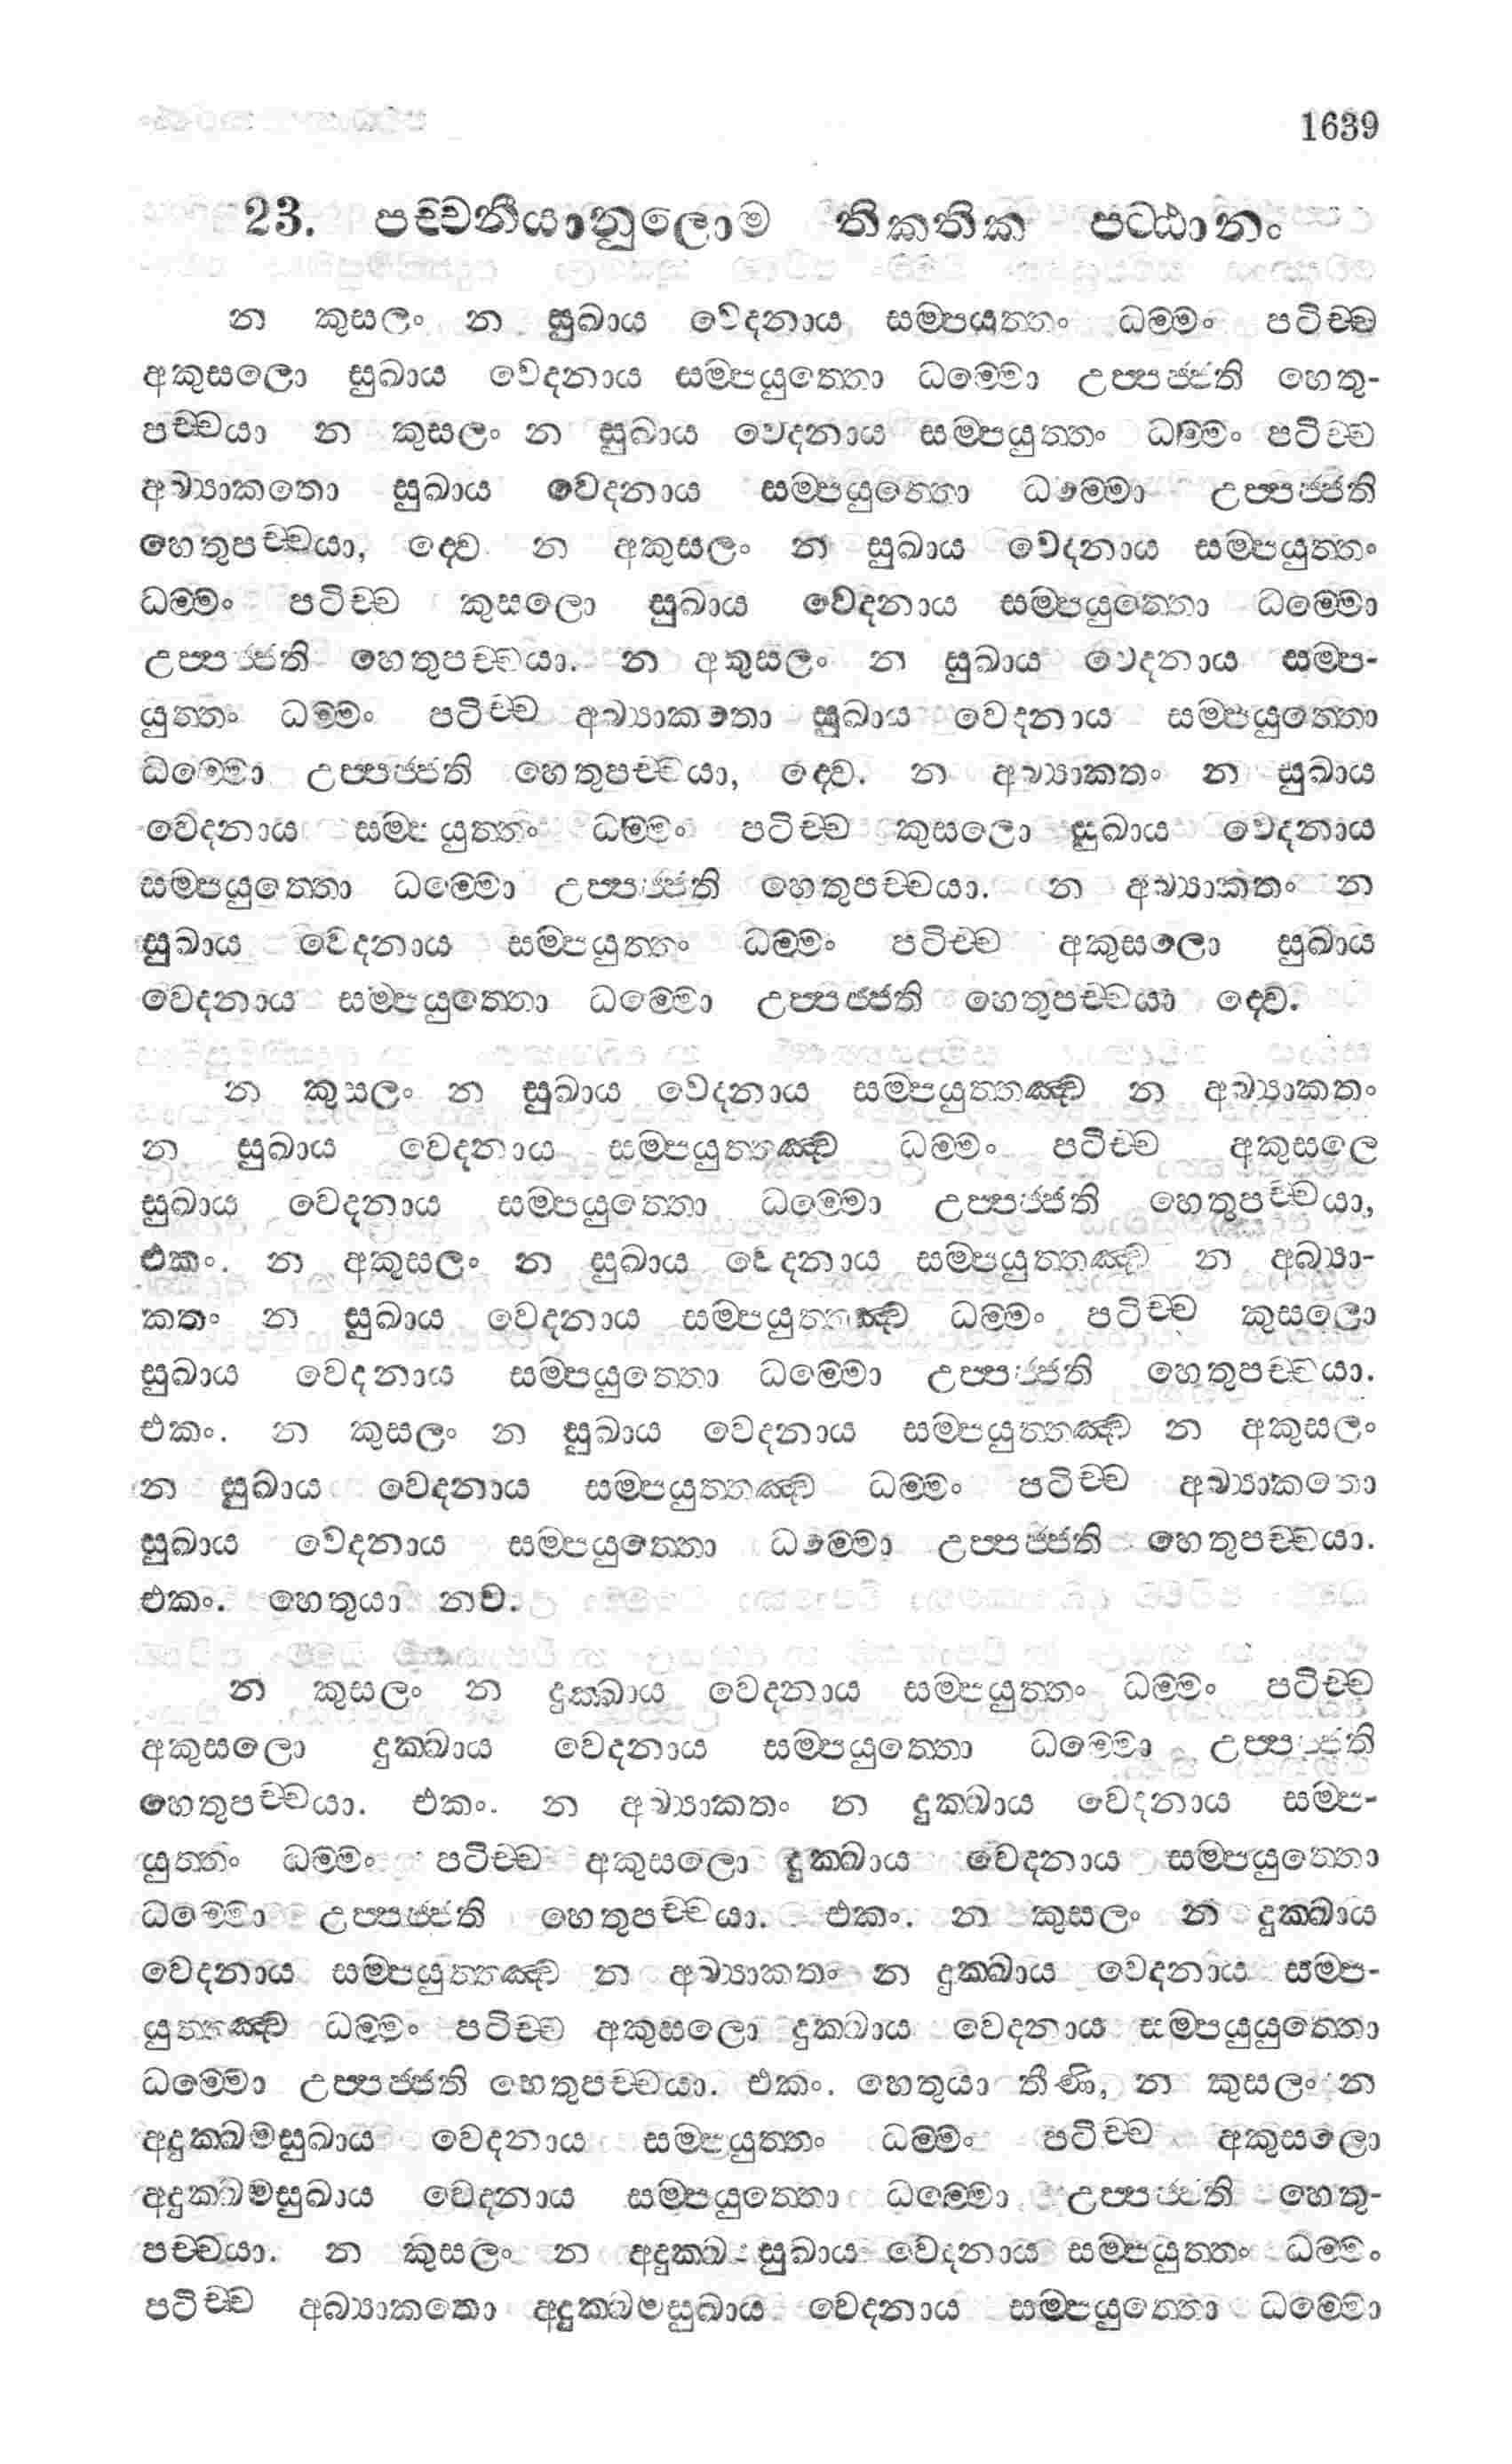 1639
23. පච්චනීයානුලොම තිකතික පට්ඨානං
න කුසලං න සුඛාය වෙදනාය සම්පයුත්තං ධම්මං පටිච්ච
අකුසලො සුඛාය වෙදනාය සම්පයුත්තො ධම්මො උප්පජ්ජති හෙතු-
පච්චයා න කුසලං න සුඛාය වෙදනාය සම්පයුත්තං ධම්මං පටිච්ච
අඛ්‍යාකතො සුඛාය වෙදනාය සම්පයුත්තො ධම්මො උප්පජ්ජති
හෙතුපච්චයා, ද්වෙ න අකුසලං න සුඛාය වෙදනාය සම්පයුත්තං
ධම්මං පටිච්ච කුසලො සුඛාය වෙදනාය සම්පයුත්තො ධම්මො
උප්පජ්ජති හෙතුපච්චයා. න අකුසලං න සුඛාය වෙදනාය සම්ප-
යුත්තං ධම්මං පටිච්ච අඛ්‍යාකතො සුඛාය වෙදනාය සම්පයුත්තො
ධම්මො උප්පජ්ජති හෙතුපච්චයා, ද්වෙ. න අඛ්‍යාකතං න සුඛාය
වෙදනාය සම්පයුත්තං ධම්මං පටිච්ච කුසලො සුඛාය වෙදනාය
සම්පයුත්තො ධම්මො උප්පජ්ජති හෙතුපච්චයා. න අඛ්‍යාකතං න
සුඛාය වෙදනාය සම්පයුත්තං ධම්මං පටිච්ච අකුසලො සුඛාය
වෙදනාය සම්පයුත්තො ධම්මො උප්පජ්ජති හෙතුපච්චයා ද්වෙ.
න කුසලං න සුඛාය වෙදනාය සම්පයුත්තඤ්ච න අඛ්‍යාකතං
න සුඛාය වෙදනාය සම්පයුත්තඤ්ච ධම්මං පටිච්ච අකුසලෙ
සුඛාය වෙදනාය සම්පයුත්තො ධම්මො උප්පජ්ජති හෙතුපච්චයා,
එකං. න අකුසලං න සුඛාය වෙදනාය සම්පයුත්තඤ්ච න අබ්‍යා-
කතං න සුඛාය වෙදනාය සම්පයුත්තඤ්ච ධම්මං පටිච්ච කුසලො
සුඛාය වෙදනාය සම්පයුත්තො ධම්මො උප්පජ්ජති හෙතුපච්චයා.
එකං. න කුසලං න සුඛාය වෙදනාය සම්පයුත්තඤ්ච න අකුසලං
න සුඛාය වෙදනාය සම්පයුත්තඤ්ච ධම්මං පටිච්ච අඛ්‍යාකතො
සුඛාය වෙදනාය සම්පයුත්තො ධම්මො උප්පජ්ජති හෙතුපච්චයා.
එකං. හෙතුයා නව.
න කුසලං න දුක්ඛාය වෙදනාය සම්පයුත්තං ධම්මං පටිච්ච
අකුසලො දුක්ඛාය වෙදනාය සම්පයුත්තො ධම්මො උප්පජ්ජති
හෙතුපච්චයා. එකං. න අඛ්‍යාකතං න දුක්ඛාය වෙදනාය සම්ප-
යුත්තං ධම්මං පටිච්ච අකුසලො දුක්ඛාය වෙදනාය සම්පයුත්තො
ධම්මො උප්පජ්ජති හෙතුපච්චයා. එකං. න කුසලං න දුක්ඛාය
වෙදනාය සම්පයුත්තඤ්ච න අඛ්‍යාකතං න දුක්ඛාය වෙදනාය සම්ප-
යුත්තඤ්ච ධම්මං පටිච්ච අකුසලො දුක්ඛාය වෙදනාය සම්පයුයුත්තො
ධම්මො උප්පජ්ජති හෙතුපච්චයා. එකං. හෙතුයා තීණි, න කුසලං න
අදුක්ඛමසුඛාය වෙදනාය සම්පයුත්තං ධම්මං පටිච්ච අකුසලො
අදුක්ඛමසුඛාය වෙදනාය සම්පයුත්තො ධම්මො උප්පජ්ජති හෙතු-
පච්චයා. න කුසලං න අදුක්ඛමසුඛාය වෙදනාය සම්පයුත්තං ධම්මං
පටිච්ච අබ්‍යාකතො අදුක්ඛමසුඛාය වෙදනාය සම්පයුත්තො ධම්මො